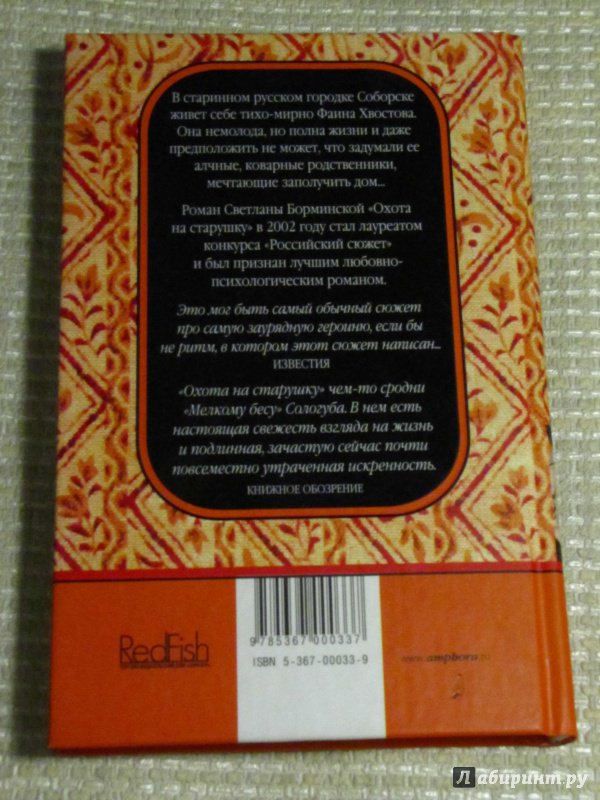 В старинном русском городке Соборске
живет себе тихо-мирно Фаина Хвостова.
Она немолода, но полна жизни и даже
предположить не может, что задумали ее
алчные, коварные родственники,
мечтающие заполучить дом...
Роман Светланы Борминской «Охота
на старушку» в 2002 году стал лауреатом
конкурса «Российский сюжет»
и был признан лучшим любовно-
психологическим романом.
Это мог быть самый обычный сюжет
про самую заурядную героиню, если бы
не ритм, в котором этот сюжет написан...
ИЗВЕСТИЯ
«Охота на старушку» чем-то сродни
«Мелкому бесу» Сологуба. В нем есть
настоящая свежесть взгляда на жизнь
и подлинная, зачастую сейчас почти
повсеместно утраченная искренность.
КНИЖНОЕ ОБОЗРЕНИЕ
9 785367 000337
ISBN 5-367-00033-9
RedFish
www.amphora.ru
Лабиринт.ру